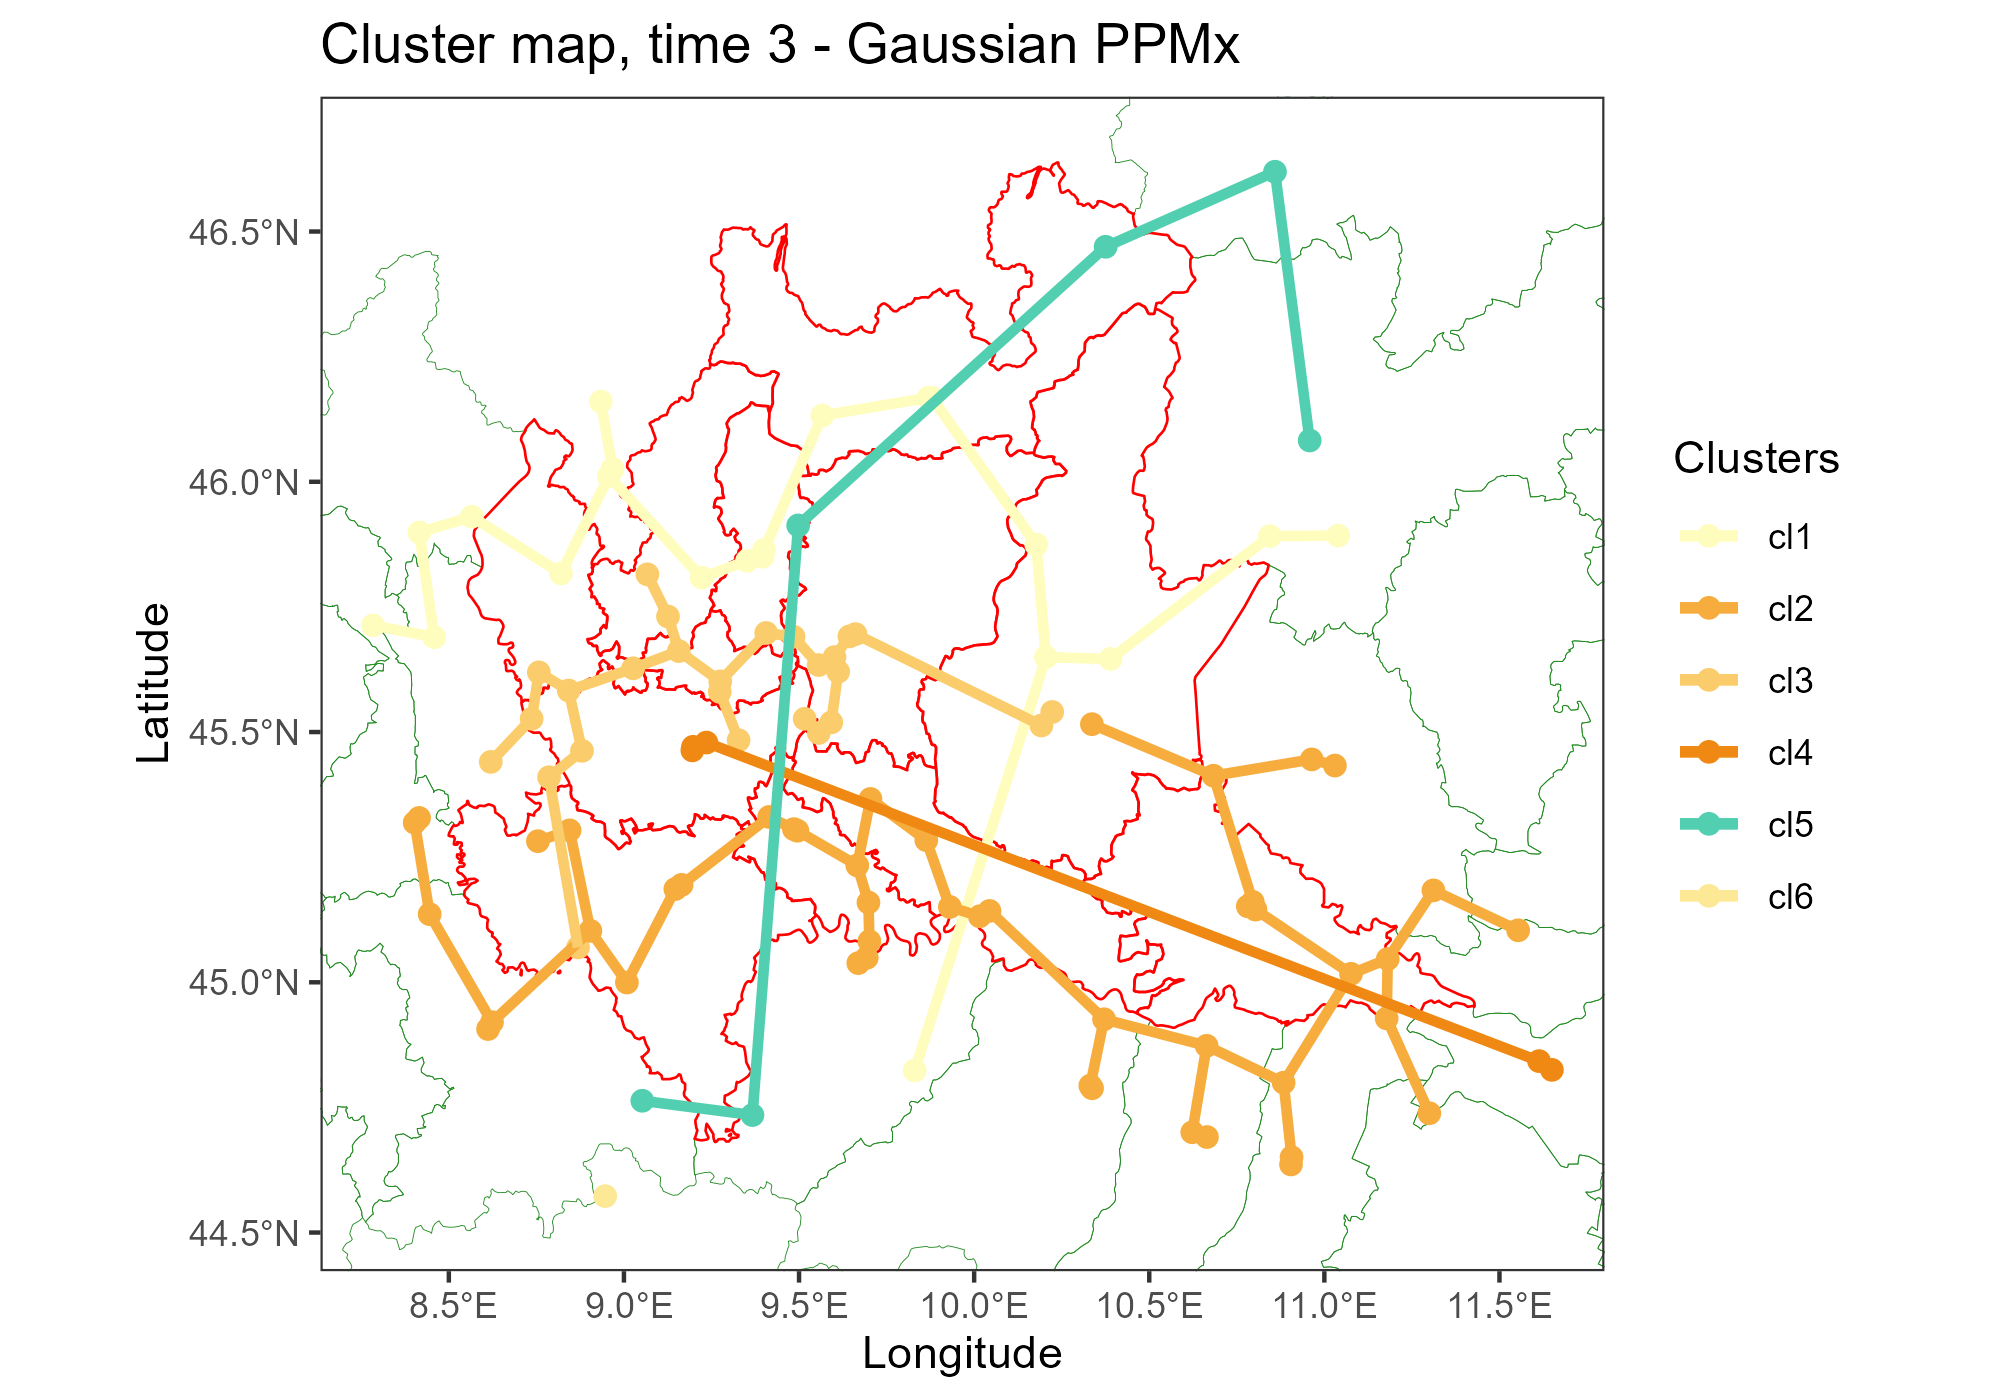 Cluster map, time 3 - Gaussian PPMx
46.5°N
46.0°N
45.5°N
45.0°N
44.5°N
Latitude
8.5°E 9.0°E 9.5°E 10.0°E 10.5°E 11.0°E 11.5°E
Longitude
Clusters
cl1
cl2
cl3
cl4
cl5
cl6